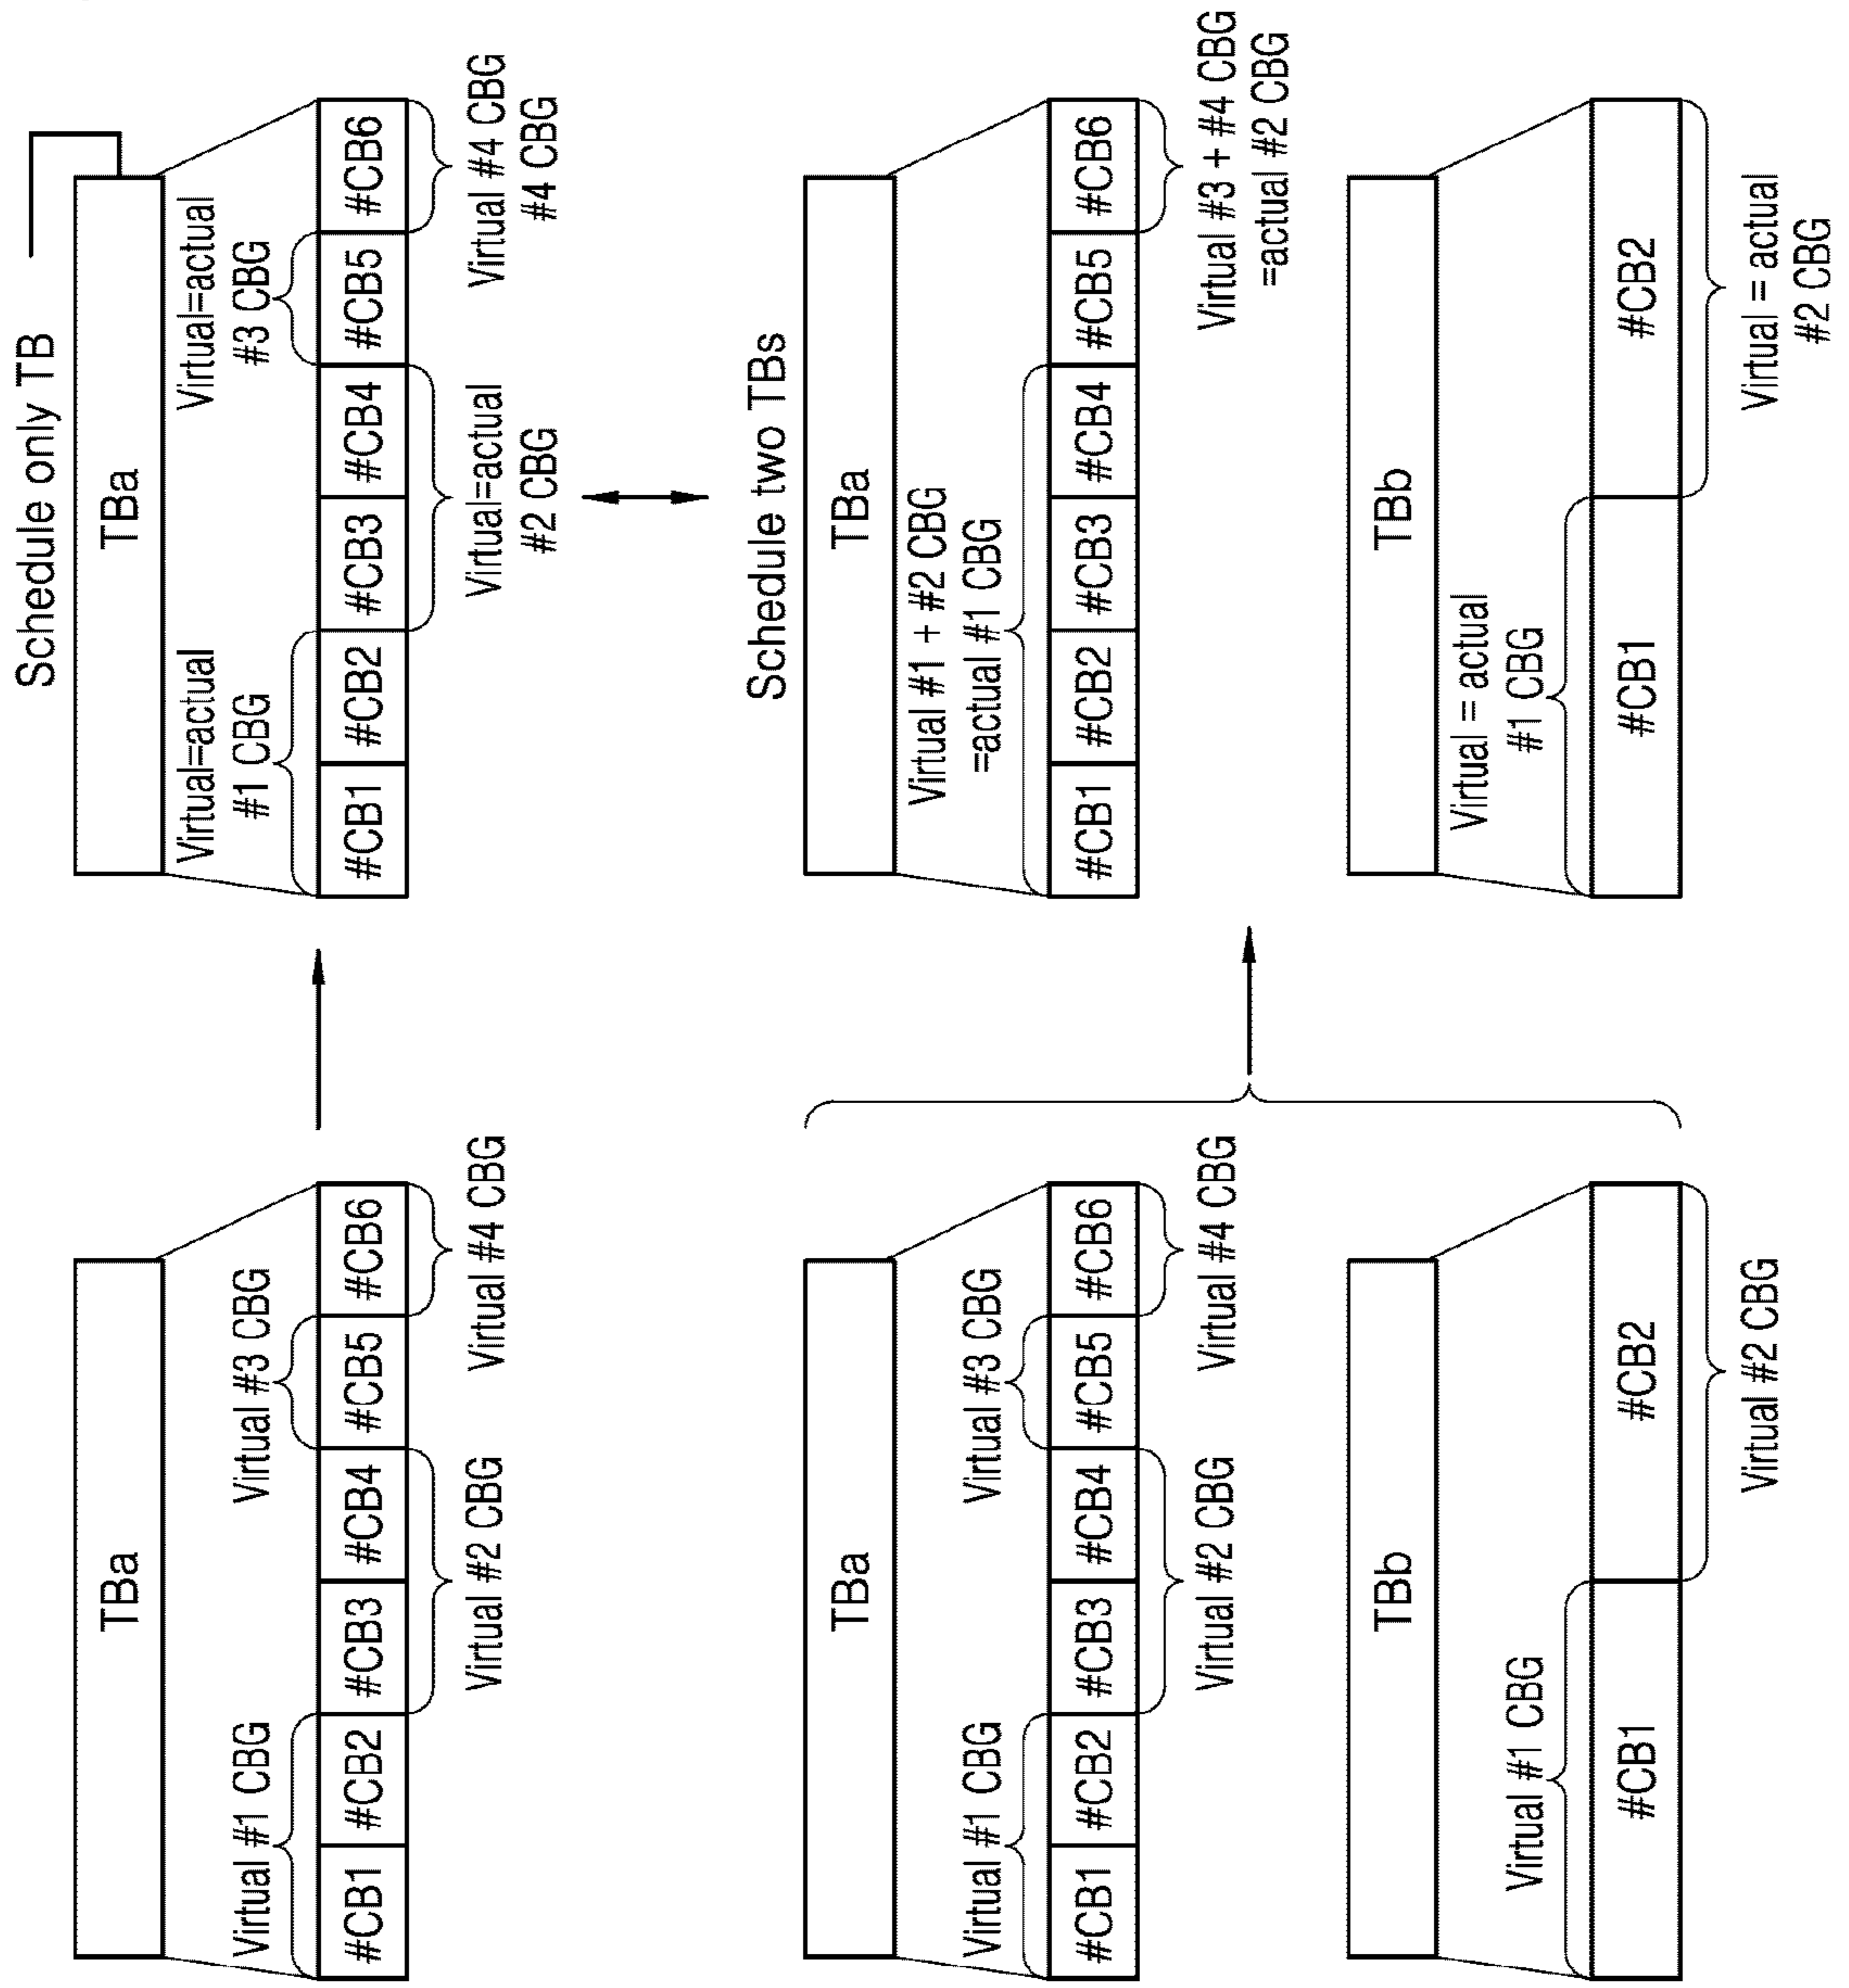 TBa
Virtual #1 CBG
Virtual #3 CBG
#CB1 #CB2 #CB3 #CB4 #CB5 #CB6
Virtual #2 CBG
Virtual #4 CBG
Schedule only TB
TBa
Virtual=actual
#1 CBG
Virtual=actual
#3 CBG
#CB1 #CB2 #CB3 #CB4 #CB5 #CB6
Virtual=actual
#2 CBG
Virtual #4 CBG
#4 CBG
TBa
Virtual #1 CBG
Virtual #3 CBG
#CB1 #CB2 #CB3 #CB4 #CB5 #CB6
Virtual #2 CBG
Virtual #4 CBG
TBb
Virtual #1 CBG
#CB1 #CB2
Virtual #2 CBG
Schedule two TBs
TBa
Virtual #1 + #2 CBG
=actual #1 CBG
#CB1 #CB2 #CB3 #CB4 #CB5 #CB6
Virtual #3 + #4 CBG
=actual #2 CBG
TBb
Virtual = actual
#1 CBG
#CB1 #CB2
Virtual = actual
#2 CBG